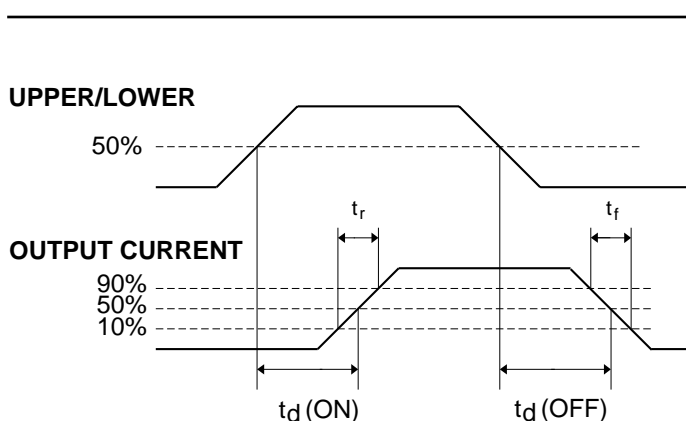 UPPER/LOWER
50%
tr
tf
OUTPUT CURRENT
90%
50%
10%
td (ON)
td (OFF)